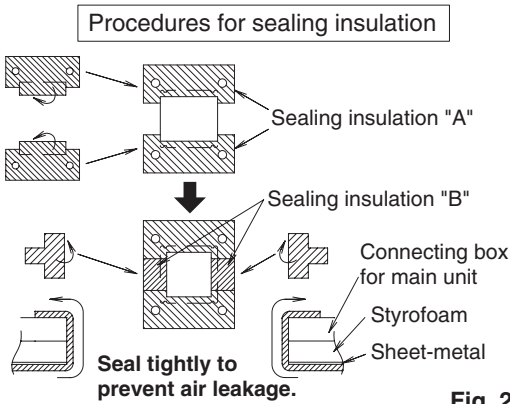 Procedures for sealing insulation
Sealing insulation "A"
Sealing insulation "B"
Connecting box
for main unit
Styrofoam
Sheet-metal
Seal tightly to
prevent air leakage.
Fig. 2